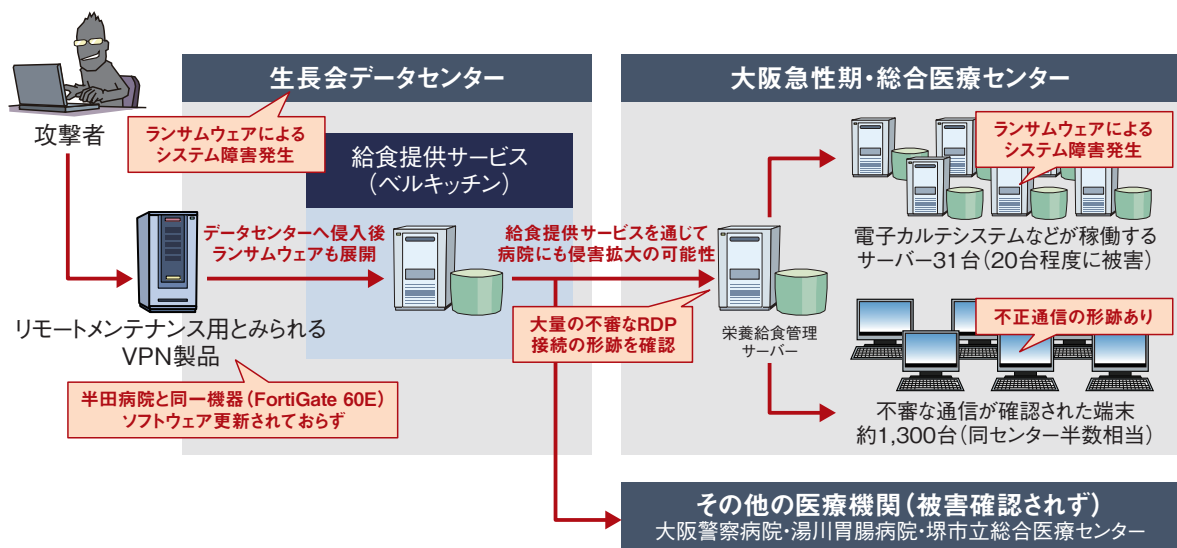 攻撃者
生長会データセンター
ランサムウェアによる
システム障害発生
給食提供サービス
（ベルキッチン）
データセンターへ侵入後
ランサムウェアも展開
リモートメンテナンス用とみられる
VPN製品
半田病院と同一機器（FortiGate 60E）
ソフトウェア更新されておらず
給食提供サービスを通じて
病院にも侵害拡大の可能性
大量の不審なRDP
接続の形跡を確認
大阪急性期・総合医療センター
栄養給食管理
サーバー
ランサムウェアによる
システム障害発生
電子カルテシステムなどが稼働する
サーバー31台（20台程度に被害）
不正通信の形跡あり
不審な通信が確認された端末
約1,300台（同センター半数相当）
その他の医療機関（被害確認されず）
大阪警察病院・湯川胃腸病院・堺市立総合医療センター